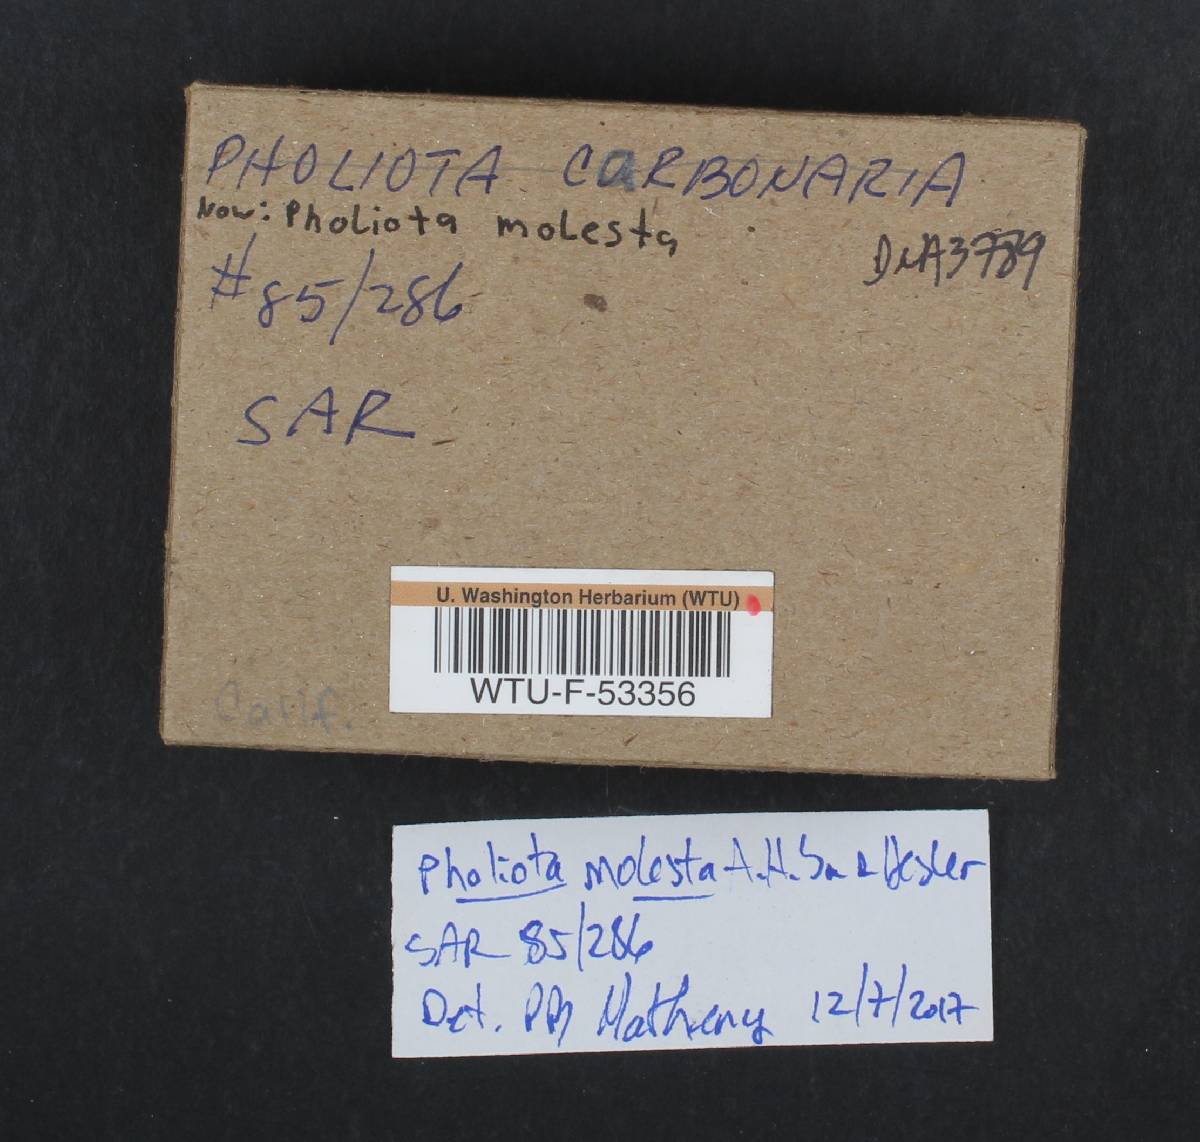 PHOLIOTA CARBONARIA
Now: Pholiota molesta
DNA3789
#85/286
SAR
U. Washington Herbarium (WTU)
WTU-F-53356
Calif.
Pholiota molesta A.H. Sm. & Hesler
SAR 85/286
Det. PB Matheny 12/7/2017